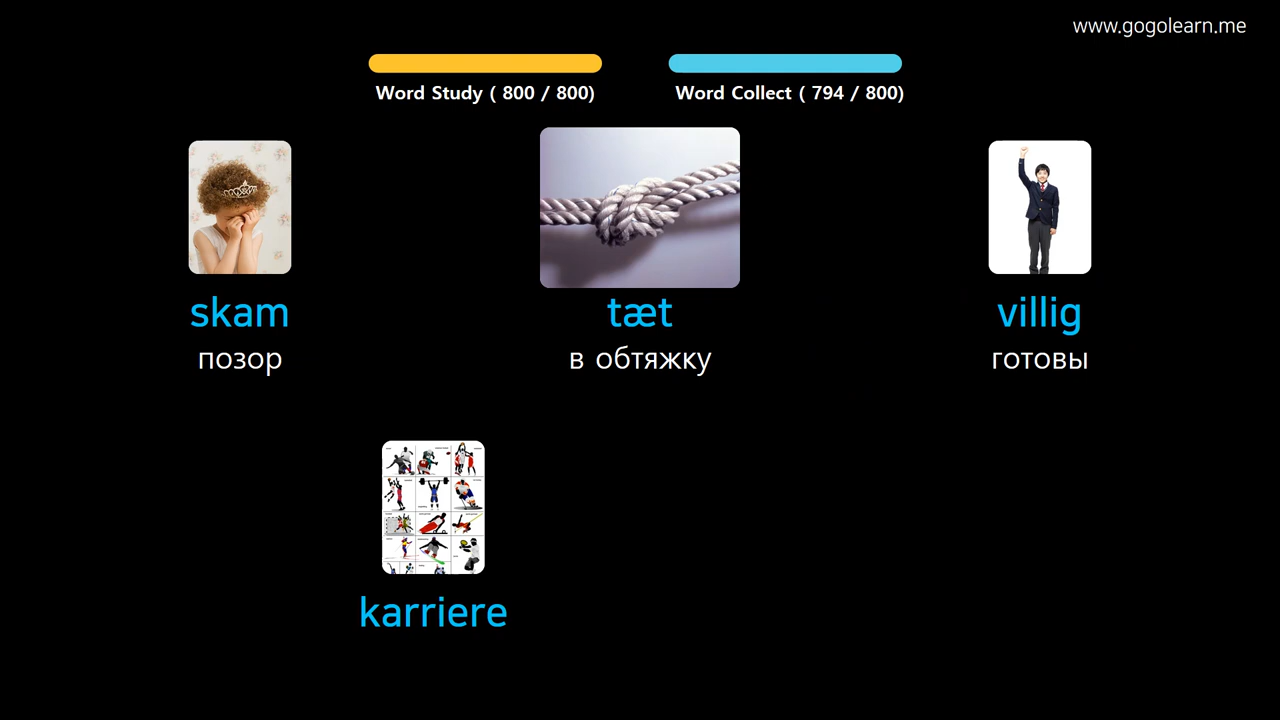 www.gogolearn.me
Word Study ( 800 / 800)
Word Collect ( 794 / 800)
skam
tæt
villig
позор
в обтяжку
готовы
karriere